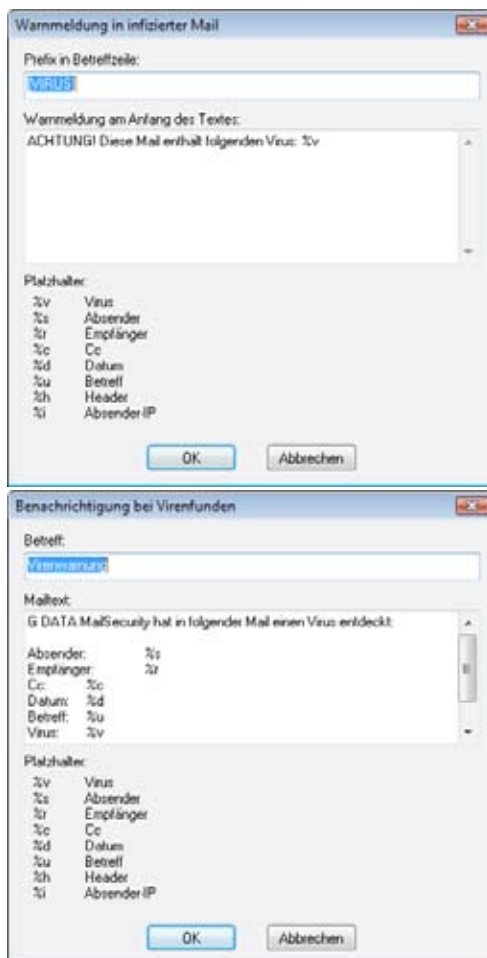 Warnmeldung in infizierter Mail
Prefix in Betreffzeile:
[VIRUS]
Warnmeldung am Anfang des Textes:
ACHTUNG! Diese Mail enthält folgenden Virus: %v
Platzhalter:
%v Virus
%s Absender
%r Empfänger
%c Cc
%d Datum
%u Betreff
%h Header
%i Absender-IP
OK Abbrechen
Benachrichtigung bei Virenfunden
Betreff:
Virenwarnung
Mailtext:
G DATA MailSecurity hat in folgender Mail einen Virus entdeckt:
Absender: %s
Empfänger: %r
Cc: %c
Datum: %d
Betreff: %u
Virus: %v
Platzhalter:
%v Virus
%s Absender
%r Empfänger
%c Cc
%d Datum
%u Betreff
%h Header
%i Absender-IP
OK Abbrechen